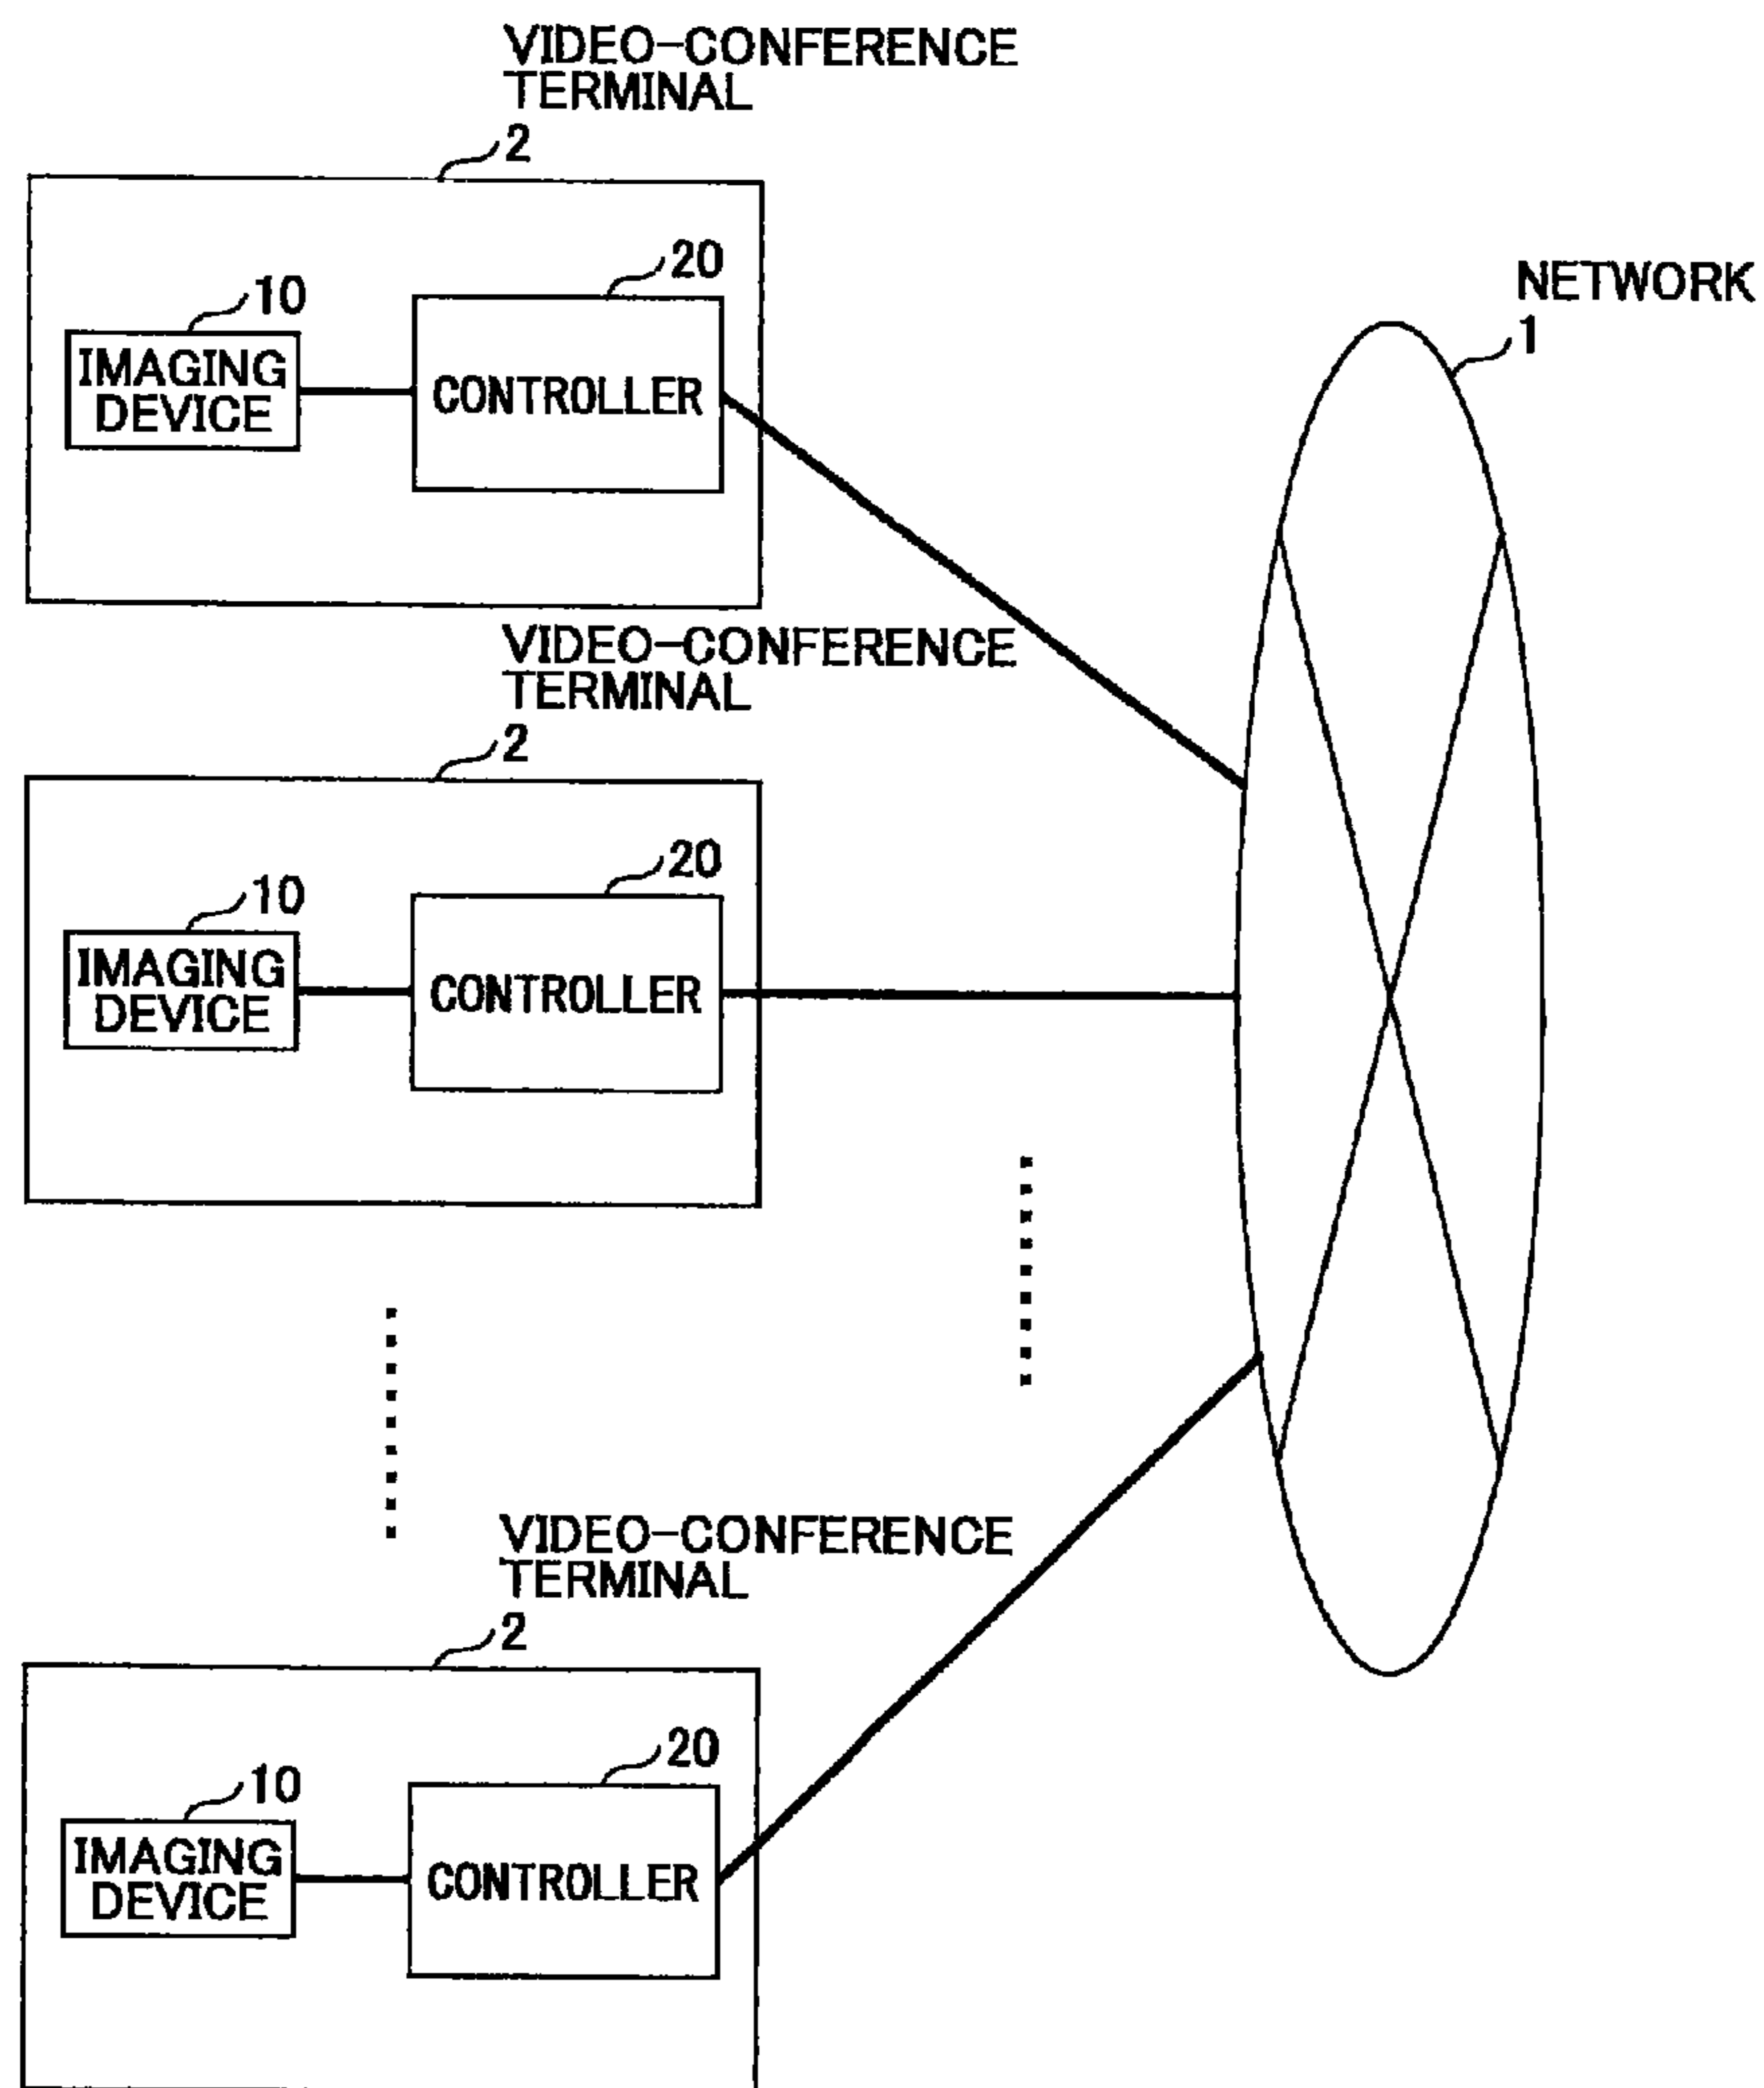 VIDEO-CONFERENCE
TERMINAL
2
20
10
IMAGING
DEVICE
CONTROLLER
NETWORK
1
VIDEO-CONFERENCE
TERMINAL
2
20
10
IMAGING
DEVICE
CONTROLLER
VIDEO-CONFERENCE
TERMINAL
2
20
10
IMAGING
DEVICE
CONTROLLER